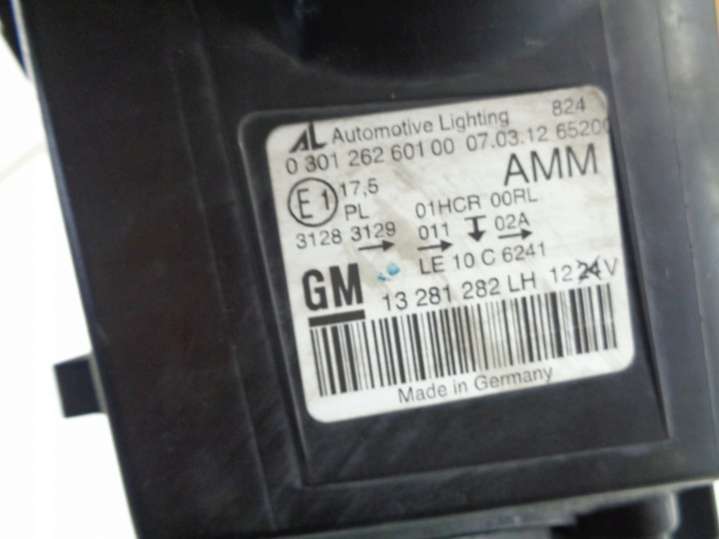 AL Automotive Lighting 824
0 301 262 601 00 07.03.12 65200
AMM
E1 17,5
PL 01HCR 00RL
3128 3129 011 02A
LE 10 C 6241
GM 13 281 282 LH 12 24 V
Made in Germany